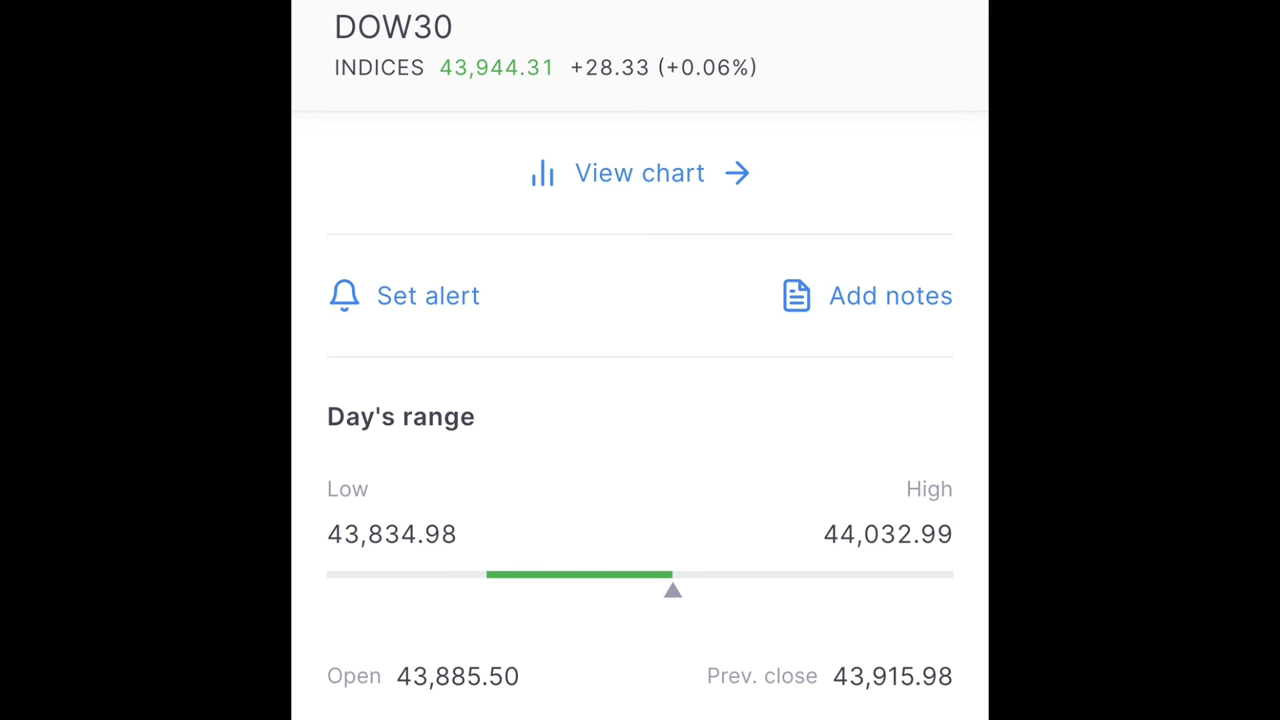 DOW30
INDICES 43,944.31 +28.33 (+0.06%)
View chart
Set alert Add notes
Day's range
Low High
43,834.98 44,032.99
Open 43,885.50 Prev. close 43,915.98